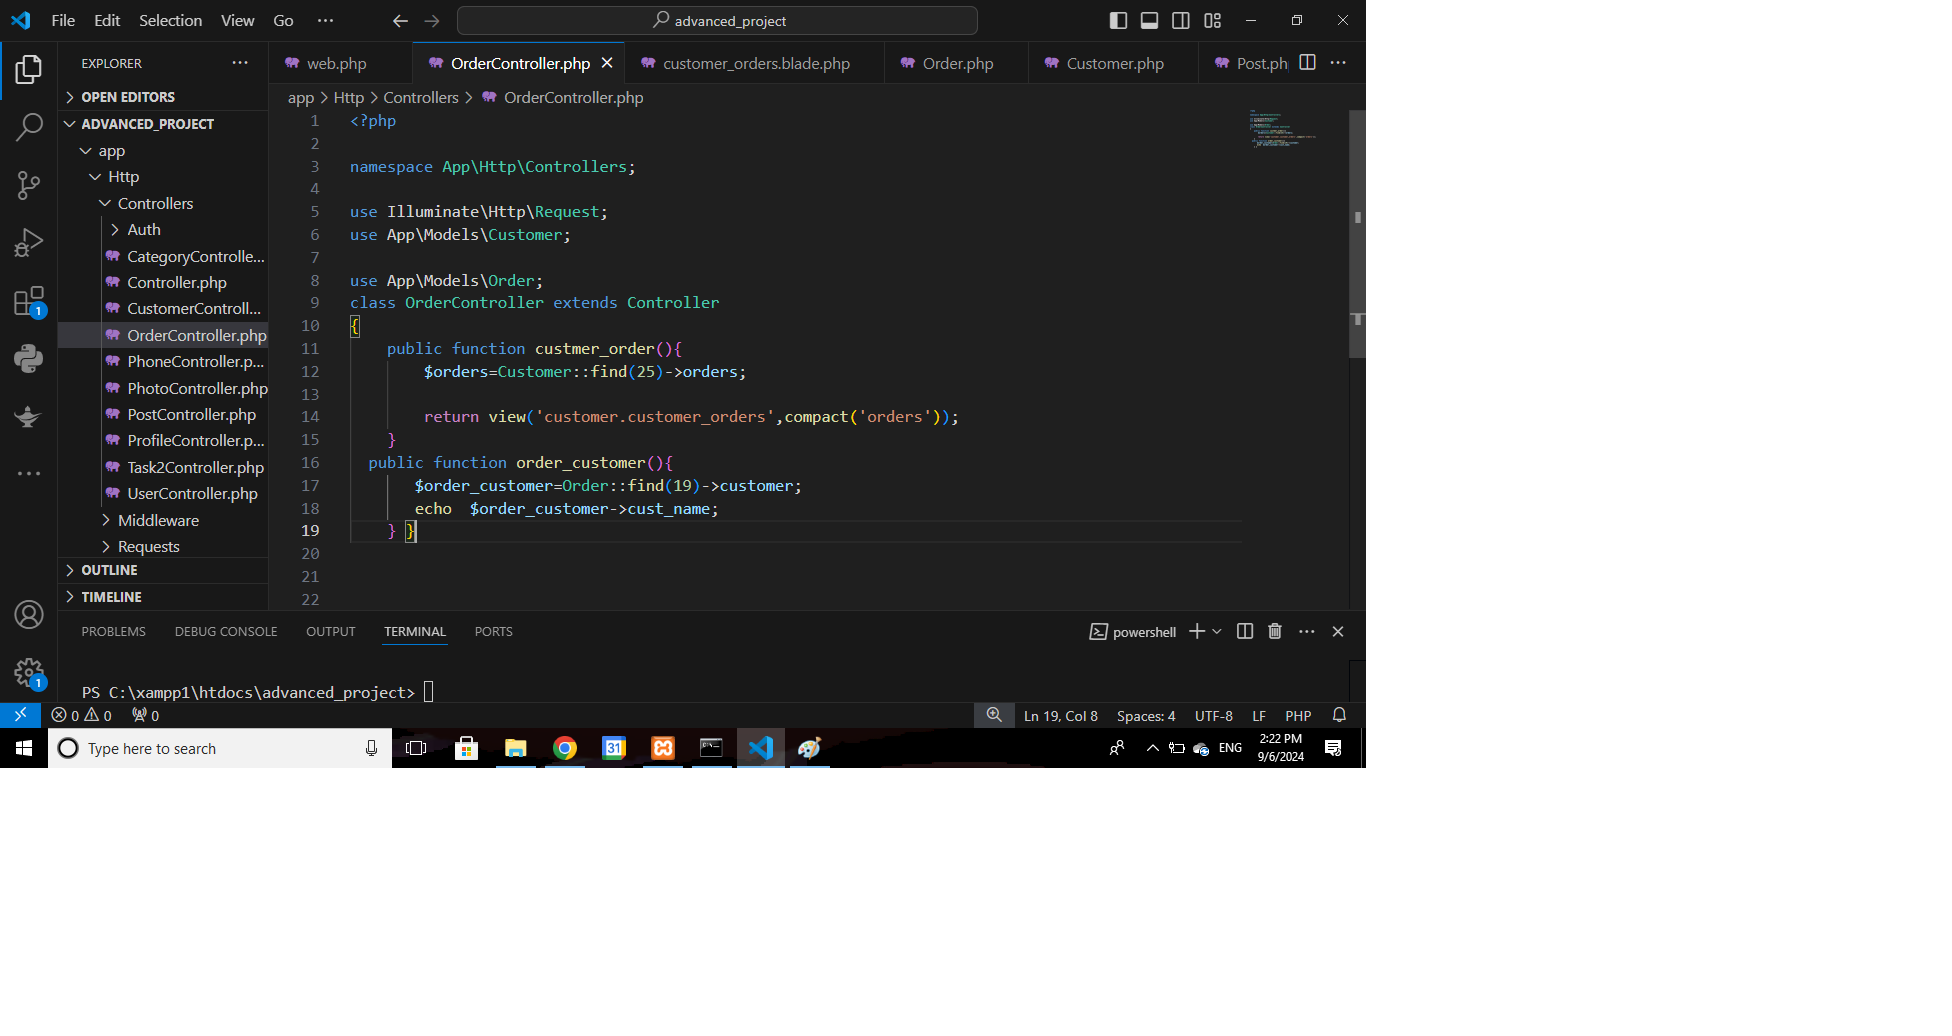 File Edit Selection View Go ··· advanced_project
EXPLORER ···
web.php OrderController.php customer_orders.blade.php Order.php Customer.php Post.ph ···
OPEN EDITORS
ADVANCED_PROJECT
app
Http
Controllers
Auth
CategoryControlle...
Controller.php
CustomerControll...
OrderController.php
PhoneController.p...
PhotoController.php
PostController.php
ProfileController.p...
Task2Controller.php
UserController.php
Middleware
Requests
OUTLINE
TIMELINE
1
1
app > Http > Controllers > OrderController.php
1 <?php
2
3 namespace App\Http\Controllers;
4
5 use Illuminate\Http\Request;
6 use App\Models\Customer;
7
8 use App\Models\Order;
9 class OrderController extends Controller
10 {
11 public function custmer_order(){
12 $orders=Customer::find(25)->orders;
13
14 return view('customer.customer_orders',compact('orders'));
15 }
16 public function order_customer(){
17 $order_customer=Order::find(19)->customer;
18 echo $order_customer->cust_name;
19 } }
20
21
22
PROBLEMS DEBUG CONSOLE OUTPUT TERMINAL PORTS powershell ···
PS C:\xampp1\htdocs\advanced_project>
0 0 0 Ln 19, Col 8 Spaces: 4 UTF-8 LF PHP
Type here to search 31 ENG 2:22 PM
9/6/2024